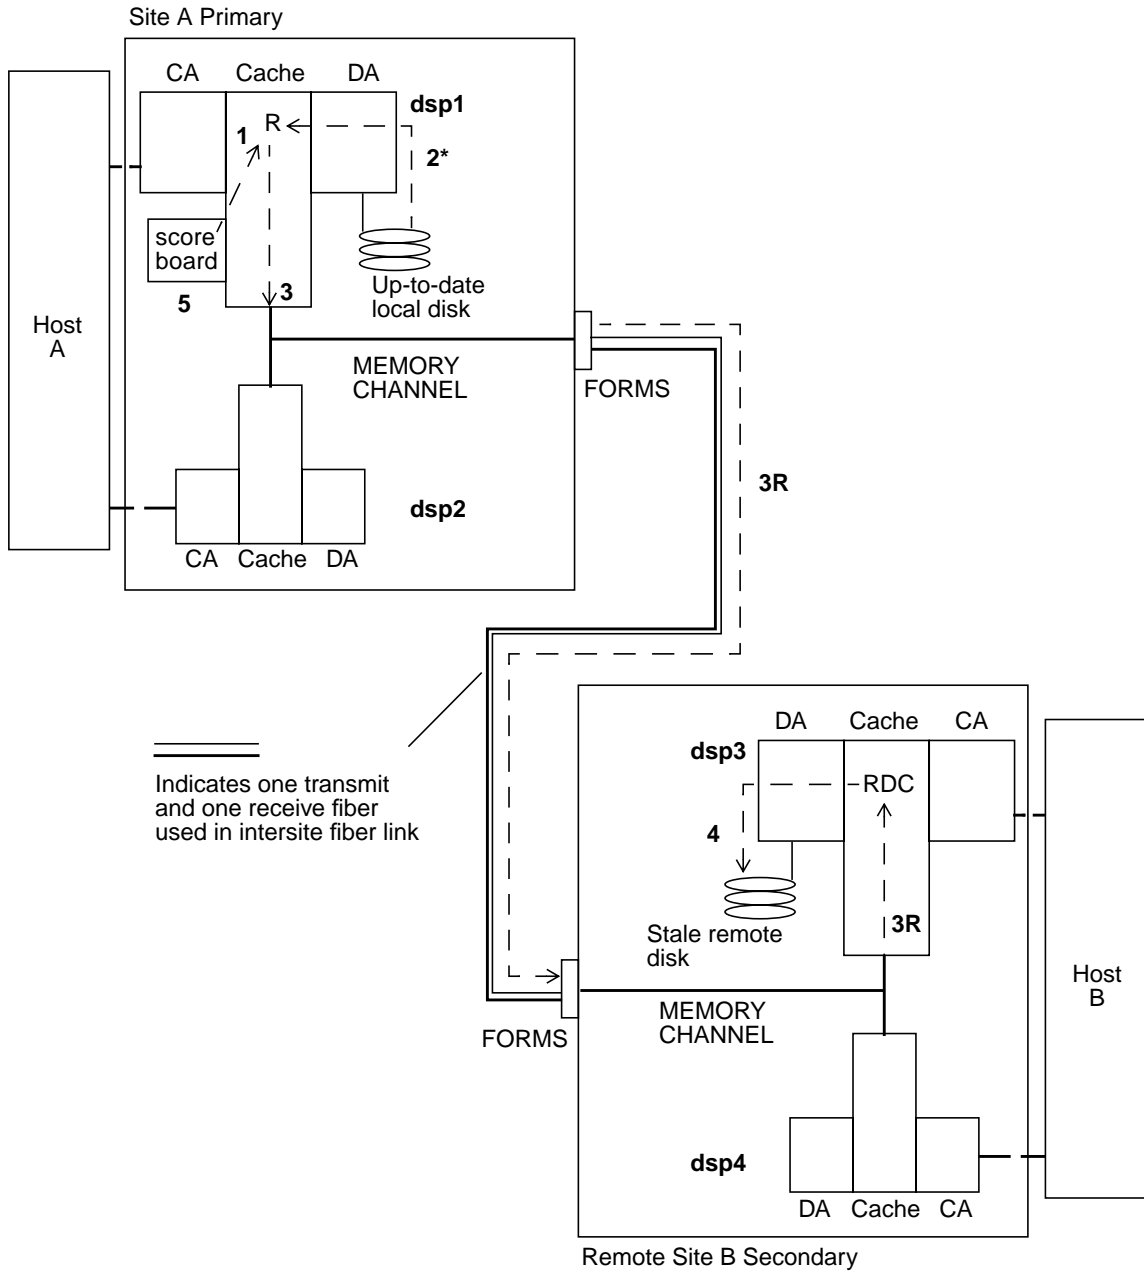 Site A Primary
CA
Cache
DA
dsp1
R
1
2*
score
board
5
3
Up-to-date
local disk
Host
A
MEMORY
CHANNEL
FORMS
3R
dsp2
CA
Cache
DA
Indicates one transmit
and one receive fiber
used in intersite fiber link
DA
Cache
CA
dsp3
RDC
4
3R
Stale remote
disk
Host
B
MEMORY
CHANNEL
FORMS
dsp4
DA
Cache
CA
Remote Site B Secondary